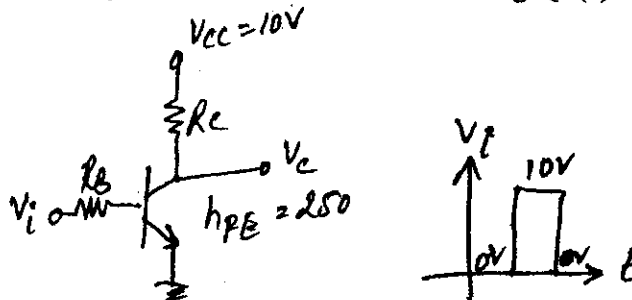 VCC = 10V
RC
Vc
RB
Vi
hFE = 250
Vi
10V
0V
0V
t